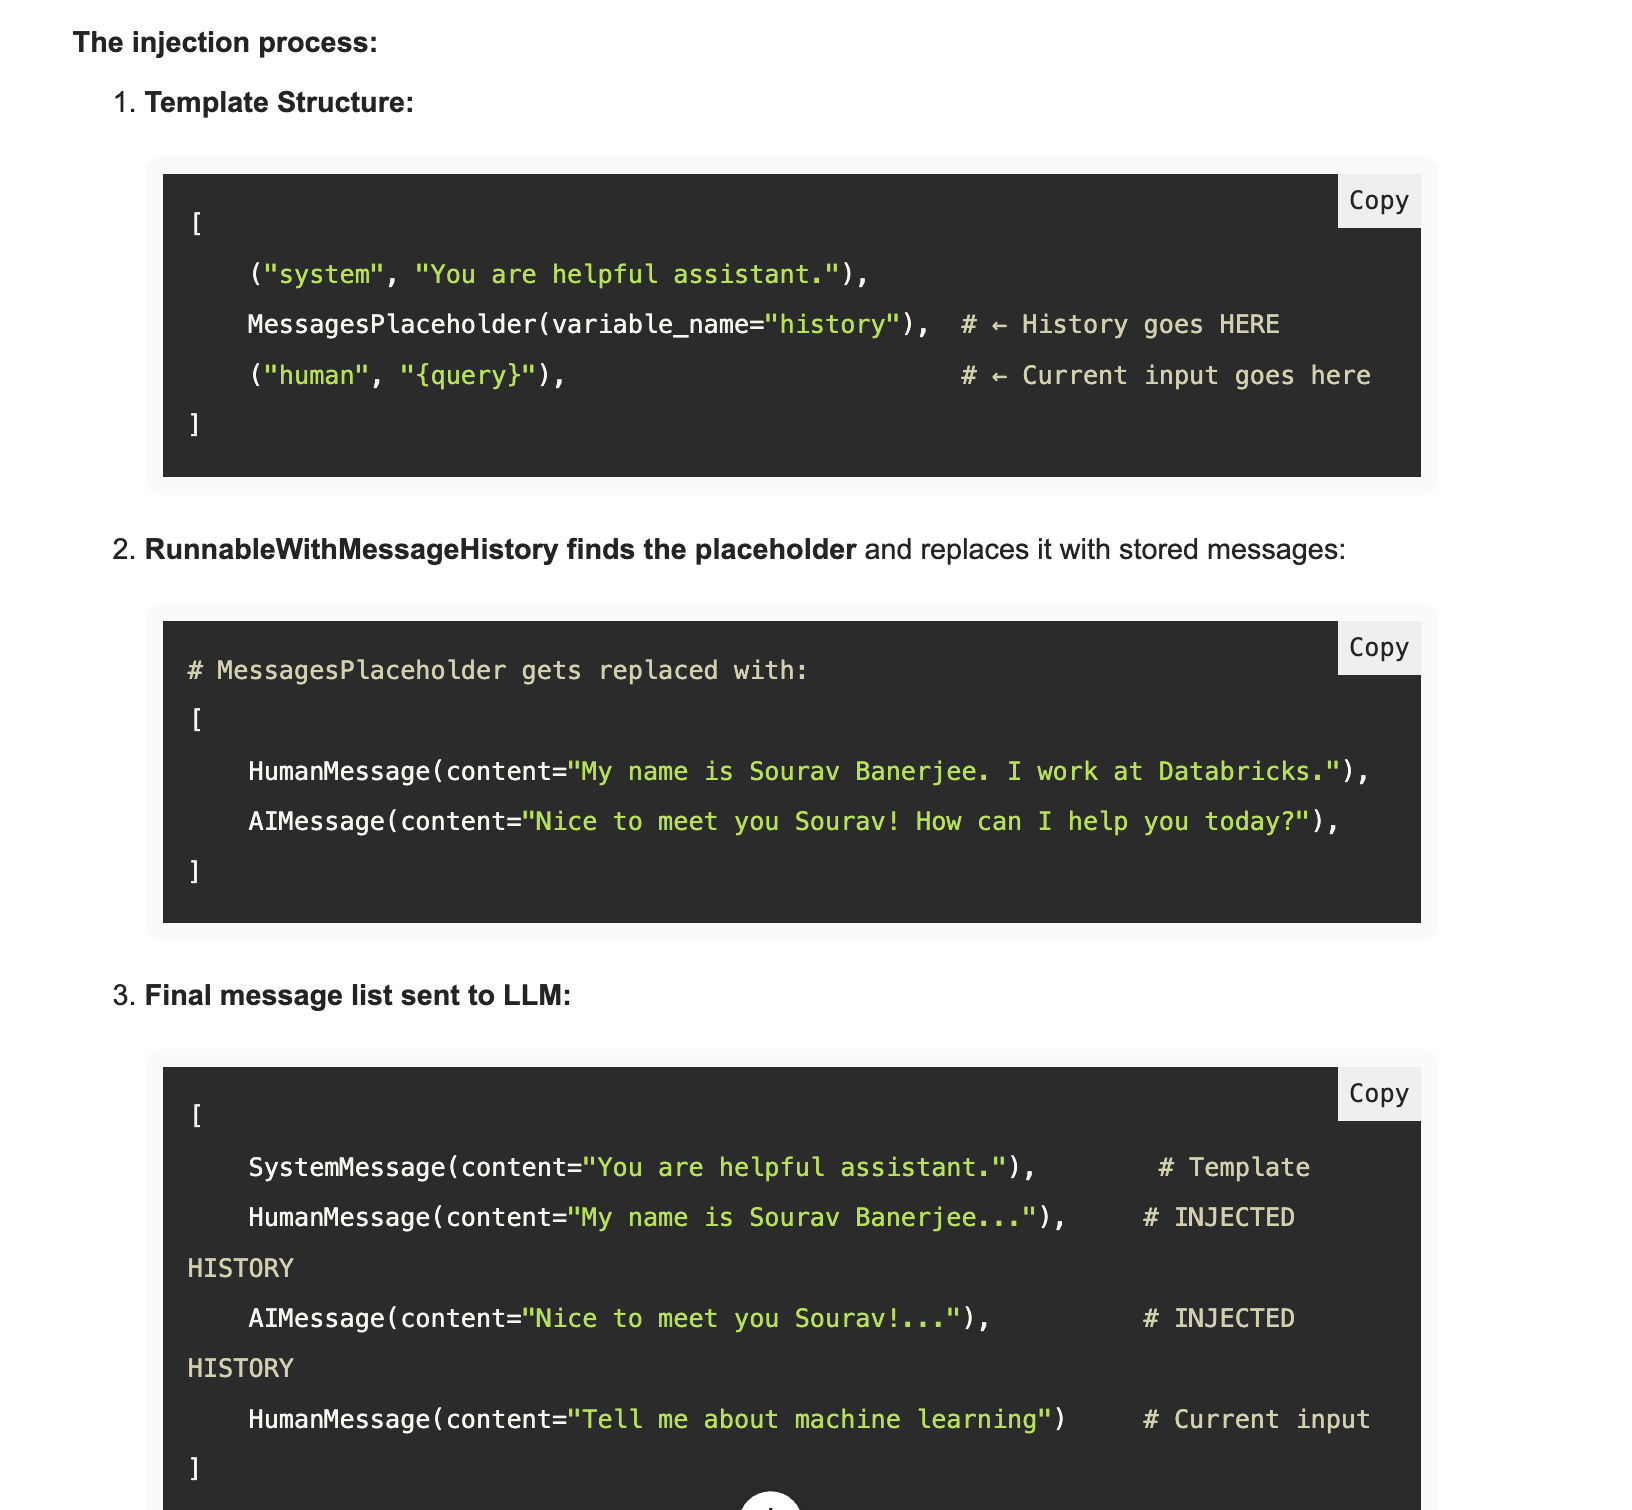 The injection process:
1. Template Structure:
Copy
[
    ("system", "You are helpful assistant."),
    MessagesPlaceholder(variable_name="history"),  # ← History goes HERE
    ("human", "{query}"),                          # ← Current input goes here
]
2. RunnableWithMessageHistory finds the placeholder and replaces it with stored messages:
Copy
# MessagesPlaceholder gets replaced with:
[
    HumanMessage(content="My name is Sourav Banerjee. I work at Databricks."),
    AIMessage(content="Nice to meet you Sourav! How can I help you today?"),
]
3. Final message list sent to LLM:
Copy
[
    SystemMessage(content="You are helpful assistant."),        # Template
    HumanMessage(content="My name is Sourav Banerjee..."),     # INJECTED
HISTORY
    AIMessage(content="Nice to meet you Sourav!..."),          # INJECTED
HISTORY
    HumanMessage(content="Tell me about machine learning")     # Current input
]